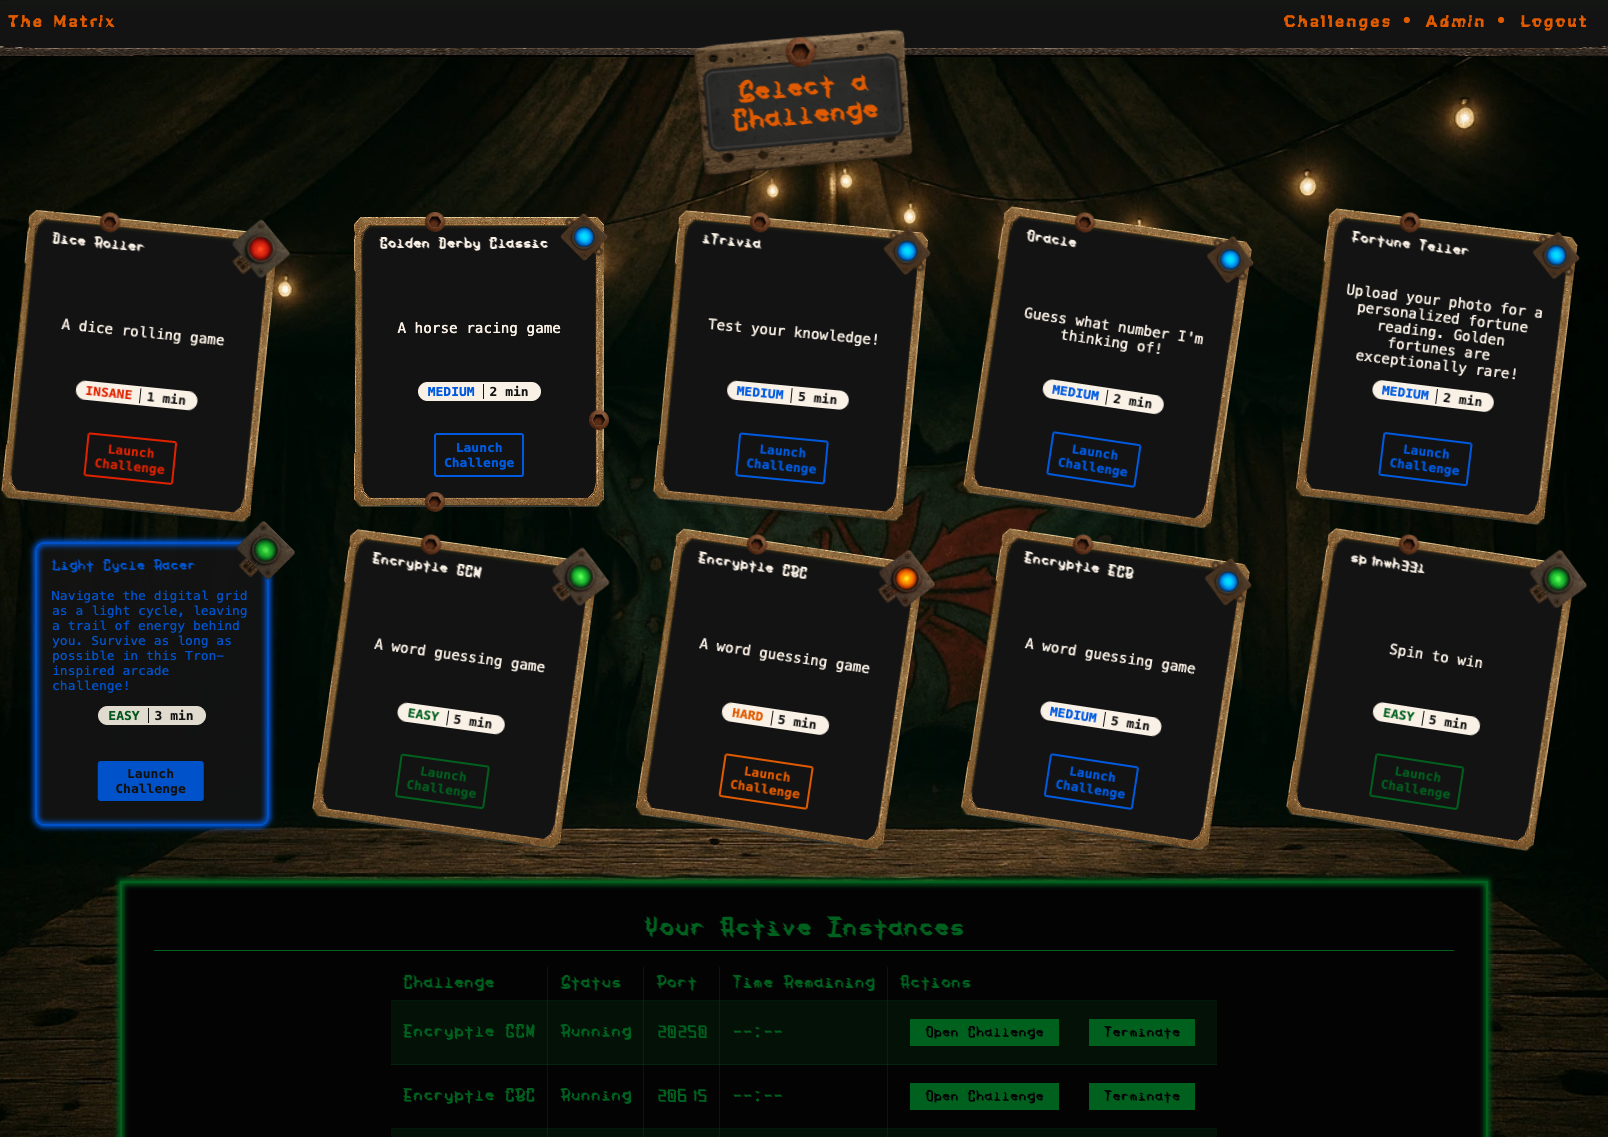 The Matrix
Challenges • Admin • Logout
Select a
Challenge
Dice Roller
A dice rolling game
INSANE | 1 min
Launch
Challenge
Golden Derby Classic
A horse racing game
MEDIUM | 2 min
Launch
Challenge
iTrivia
Test your knowledge!
MEDIUM | 5 min
Launch
Challenge
Oracle
Guess what number I'm
thinking of!
MEDIUM | 2 min
Launch
Challenge
Fortune Teller
Upload your photo for a
personalized fortune
reading. Golden
fortunes are
exceptionally rare!
MEDIUM | 2 min
Launch
Challenge
Light Cycle Racer
Navigate the digital grid
as a light cycle, leaving
a trail of energy behind
you. Survive as long as
possible in this Tron-
inspired arcade
challenge!
EASY | 3 min
Launch
Challenge
Encryptle GCM
A word guessing game
EASY | 5 min
Launch
Challenge
Encryptle CBC
A word guessing game
HARD | 5 min
Launch
Challenge
Encryptle ECB
A word guessing game
MEDIUM | 5 min
Launch
Challenge
sp1nwh331
Spin to win
EASY | 5 min
Launch
Challenge
Your Active Instances
Challenge Status Port Time Remaining Actions
Encryptle GCM Running 20250 --:-- Open Challenge Terminate
Encryptle CBC Running 20615 --:-- Open Challenge Terminate